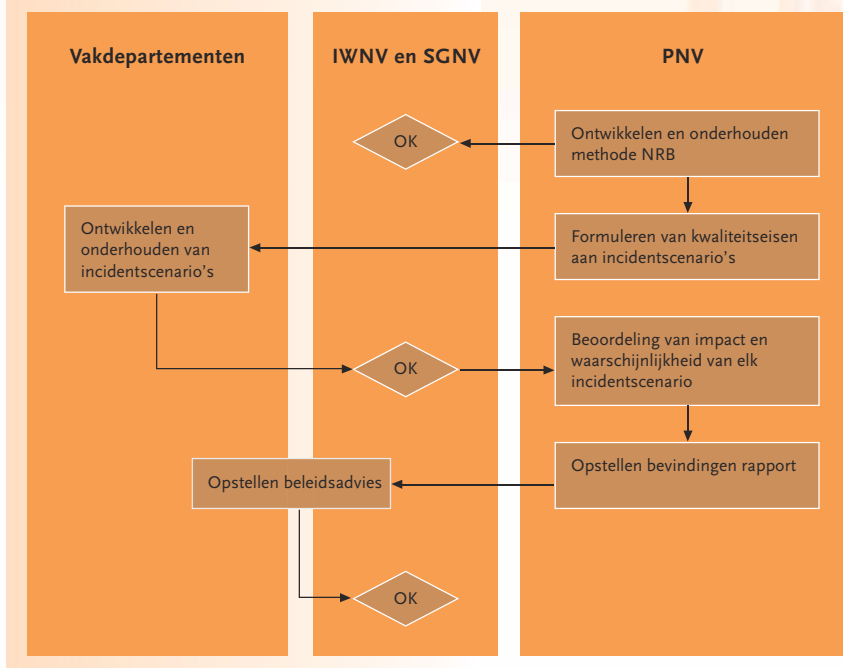 Vakdepartementen
IWNV en SGNV
PNV
OK
Ontwikkelen en onderhouden
methode NRB
Ontwikkelen en
onderhouden van
incidentscenario's
Formuleren van kwaliteitseisen
aan incidentscenario's
OK
Beoordeling van impact en
waarschijnlijkheid van elk
incidentscenario
Opstellen beleidsadvies
Opstellen bevindingen rapport
OK